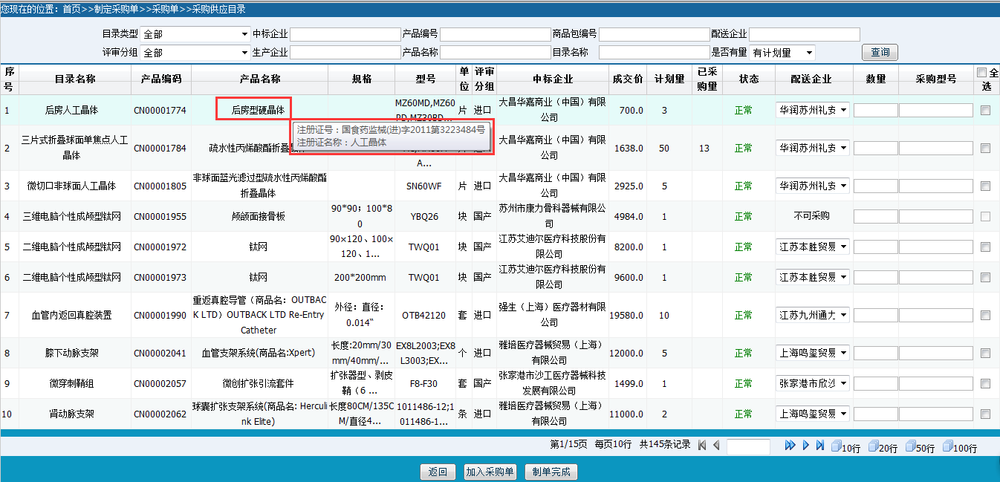 您现在的位置：首页>>制定采购单>>采购单>>采购供应目录
目录类型 全部 中标企业 产品编号 商品包编号 配送企业
评审分组 全部 生产企业 产品名称 目录名称 是否有量 有计划量 查询
序号 目录名称 产品编码 产品名称 规格 型号 单位 评审分组 中标企业 成交价 计划量 已采购量 状态 配送企业 数量 采购型号 全选
1 后房人工晶体 CN00001774 后房型硬晶体 MZ60MD,MZ60PD,MZ30BD... 片 进口 大昌华嘉商业（中国）有限公司 700.0 3 正常 华润苏州礼安
注册证号：国食药监械(进)字2011第3223484号
注册证名称：人工晶体
2 三片式折叠球面单焦点人工晶体 CN00001784 疏水性丙烯酸酯折叠 A... 大昌华嘉商业（中国）有限公司 1638.0 50 13 正常 华润苏州礼安
3 微切口非球面人工晶体 CN00001805 非球面蓝光滤过型疏水性丙烯酸酯折叠晶体 SN60WF 片 进口 大昌华嘉商业（中国）有限公司 2925.0 5 正常 华润苏州礼安
4 三维电脑个性成颅型钛网 CN00001955 颅颌面接骨板 90*90；100*80 YBQ26 块 国产 苏州市康力骨科器械有限公司 4984.0 1 正常 不可采购
5 二维电脑个性成颅型钛网 CN00001972 钛网 90×120、100×120、1... TWQ01 块 国产 江苏艾迪尔医疗科技股份有限公司 8200.0 1 正常 江苏本胜贸易
6 二维电脑个性成颅型钛网 CN00001973 钛网 200*200mm TWQ01 块 国产 江苏艾迪尔医疗科技股份有限公司 9600.0 1 正常 江苏本胜贸易
7 血管内返回真腔装置 CN00001990 重返真腔导管（商品名：OUTBACK LTD）OUTBACK LTD Re-Entry Catheter 外径：直径：0.014“ OTB42120 套 进口 强生（上海）医疗器材有限公司 19580.0 10 正常 江苏九州通力
8 膝下动脉支架 CN00002041 血管支架系统(商品名:Xpert) 长度:20mm/30mm/40mm/... EX8L2003;EX8L3003;EX... 个 进口 雅培医疗器械贸易（上海）有限公司 12000.0 5 正常 上海鸣玺贸易
9 微穿刺鞘组 CN00002057 微创扩张引流套件 扩张器型、剥皮鞘（6 ... F8-F30 套 国产 张家港市沙工医疗器械科技发展有限公司 1499.0 1 正常 张家港市欣沙
10 肾动脉支架 CN00002062 球囊扩张支架系统(商品名: Herculink Elite) 长度80CM/135CM/直径4... 1011486-12;1011486-1... 条 进口 雅培医疗器械贸易（上海）有限公司 11000.0 2 正常 上海鸣玺贸易
第1/15页 每页10行 共145条记录 10行 20行 50行 100行
返回 加入采购单 制单完成